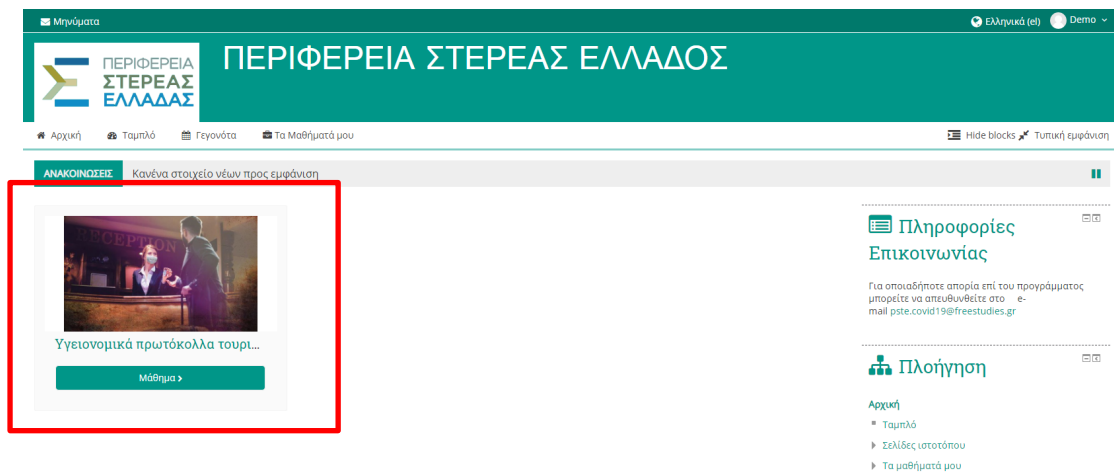 Μηνύματα
Ελληνικά (el) Demo
ΠΕΡΙΦΕΡΕΙΑ
ΣΤΕΡΕΑΣ
ΕΛΛΑΔΑΣ
ΠΕΡΙΦΕΡΕΙΑ ΣΤΕΡΕΑΣ ΕΛΛΑΔΟΣ
Αρχική Ταμπλό Γεγονότα Τα Μαθήματά μου
Hide blocks Τυπική εμφάνιση
ΑΝΑΚΟΙΝΩΣΕΙΣ Κανένα στοιχείο νέων προς εμφάνιση
RECEPTION
Υγειονομικά πρωτόκολλα τουρι...
Μάθημα
Πληροφορίες
Επικοινωνίας
Για οποιαδήποτε απορία επί του προγράμματος
μπορείτε να απευθυνθείτε στο e-
mail pste.covid19@freestudies.gr
Πλοήγηση
Αρχική
Ταμπλό
Σελίδες ιστοτόπου
Τα μαθήματά μου